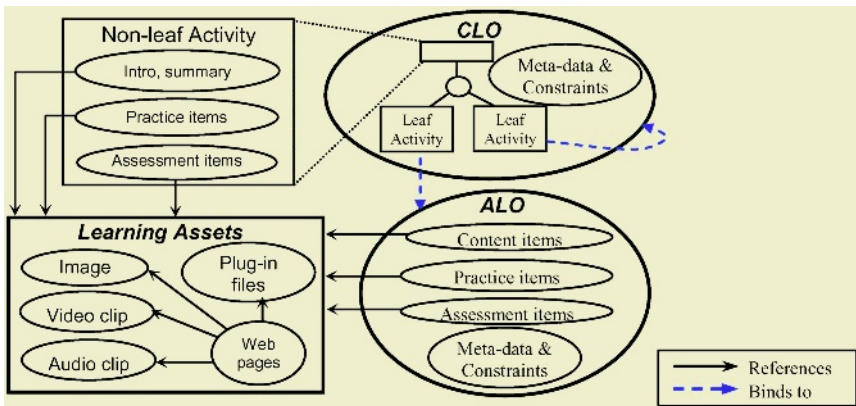 Non-leaf Activity
Intro, summary
Practice items
Assessment items
CLO
Meta-data &
Constraints
Leaf
Activity
Leaf
Activity
Learning Assets
Image
Plug-in
files
Video clip
Web
pages
Audio clip
ALO
Content items
Practice items
Assessment items
Meta-data &
Constraints
References
Binds to